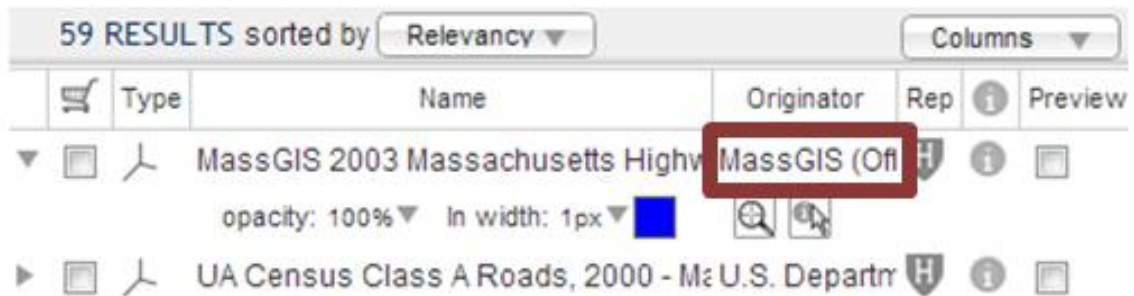 59 RESULTS sorted by Relevancy Columns
Type Name Originator Rep i Preview
MassGIS 2003 Massachusetts Highw MassGIS (Off H i
opacity: 100% ln width: 1px
UA Census Class A Roads, 2000 - Ma U.S. Departm H i